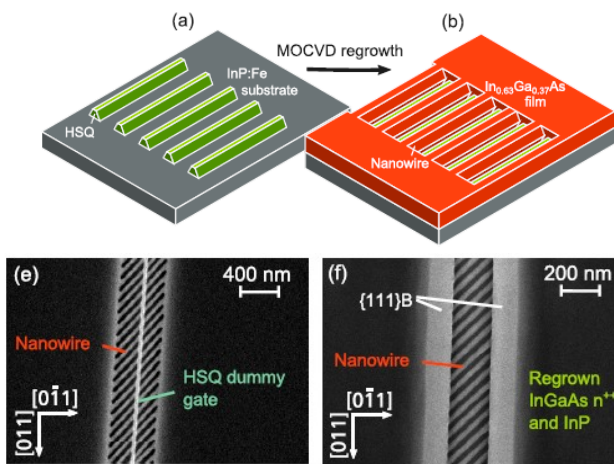 (a)
(b)
MOCVD regrowth
InP:Fe
substrate
HSQ
In0.63Ga0.37As
film
Nanowire
(e)
400 nm
Nanowire
HSQ dummy
gate
[01̄1]
[011]
(f)
200 nm
{111}B
Nanowire
Regrown
InGaAs n++
and InP
[01̄1]
[011]